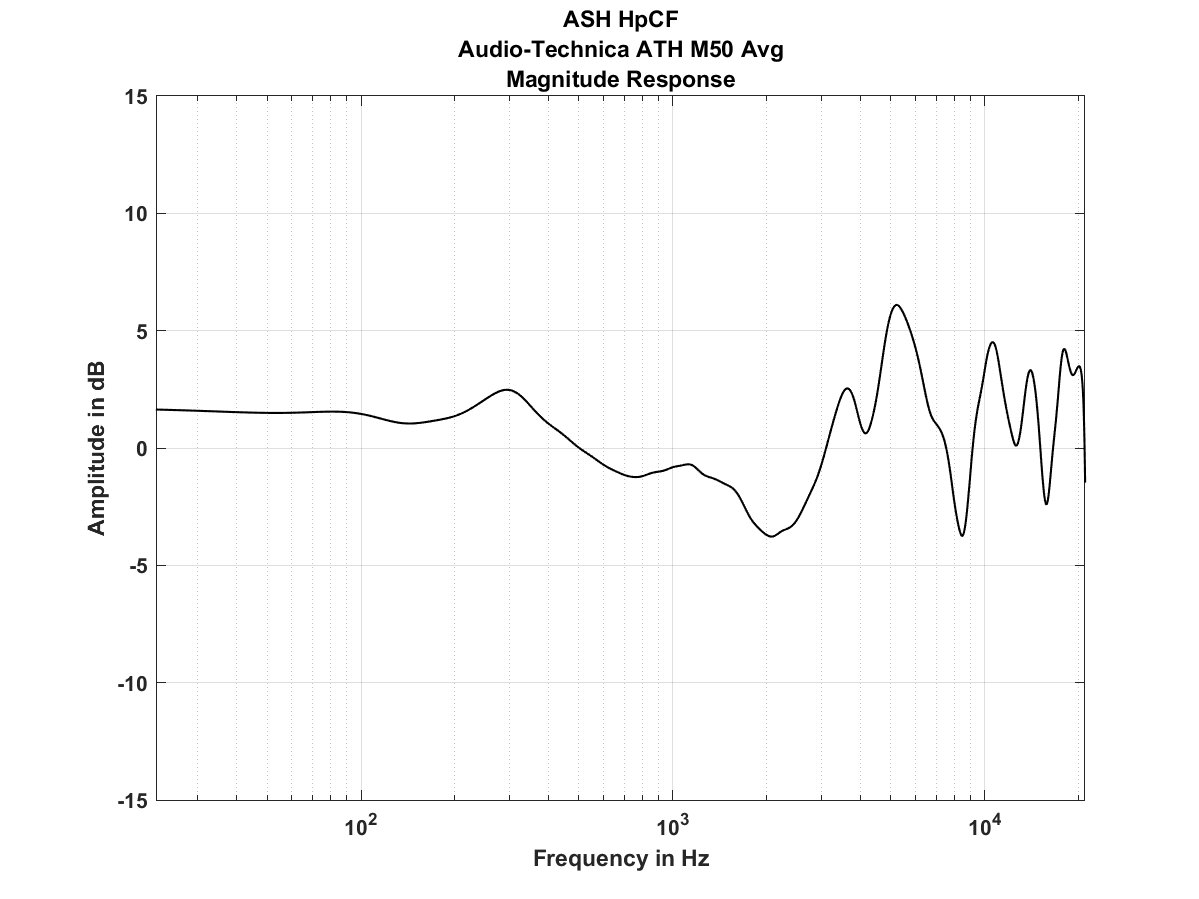 ASH HpCF
Audio-Technica ATH M50 Avg
Magnitude Response
15
10
5
0
-5
-10
-15
Amplitude in dB
10² 10³ 10⁴
Frequency in Hz